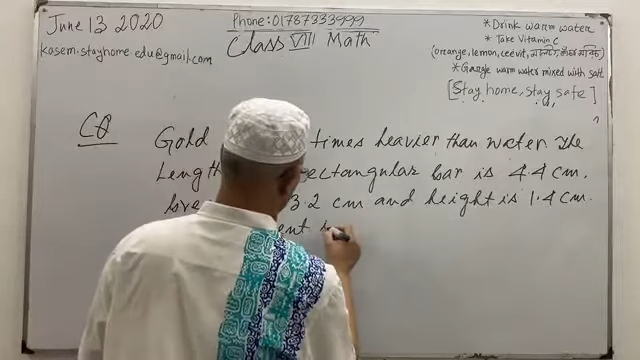 June 13 2020
kasem.stayhome.edu@gmail.com
Phone: 01787333999
Class VIII Math
* Drink warm water
* Take Vitamin C
(orange, lemon, ceevit,
* Gargle warm water mixed with salt
[Stay home, stay safe]
CQ
Gold times heavier than water. The
length rectangular bar is 4.4 cm.
3.2 cm and height is 1.4 cm.